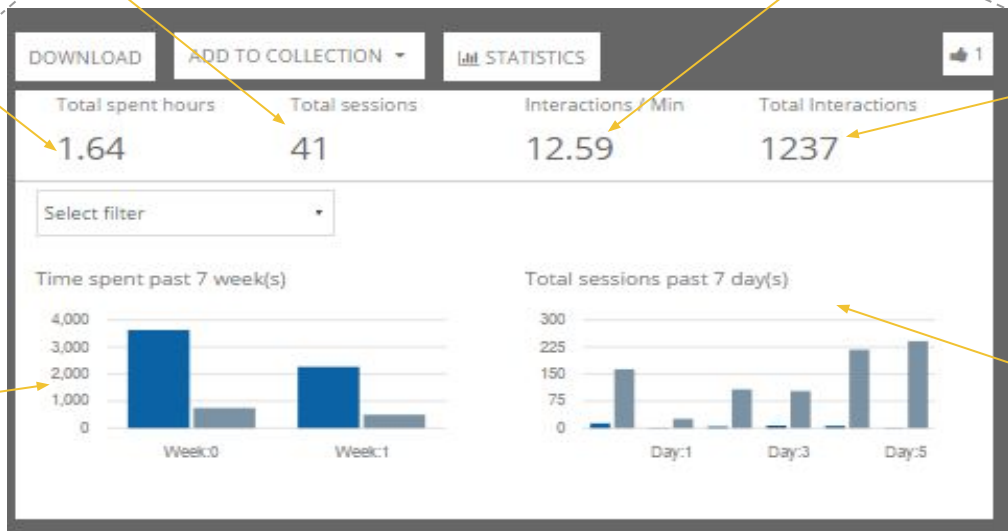 DOWNLOAD ADD TO COLLECTION STATISTICS 1
Total spent hours Total sessions Interactions / Min Total Interactions
1.64 41 12.59 1237
Select filter
Time spent past 7 week(s) Total sessions past 7 day(s)
4,000 300
3,000 225
2,000 150
1,000 75
0 0
Week:0 Week:1 Day:1 Day:3 Day:5